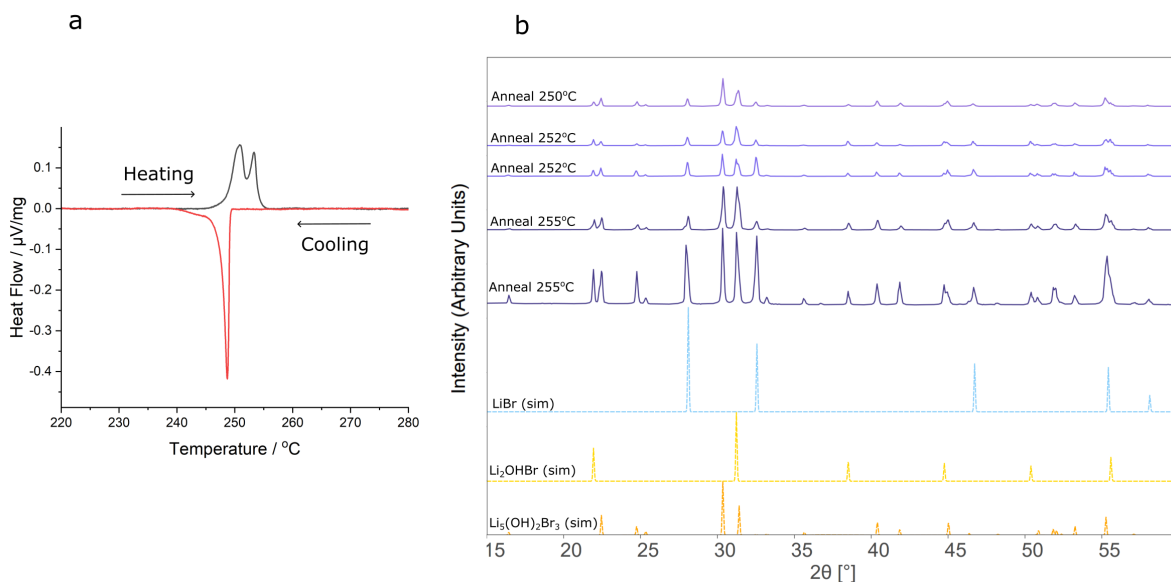 a
Heat Flow / µV/mg
0.1
0.0
-0.1
-0.2
-0.3
-0.4
Heating
Cooling
220 230 240 250 260 270 280
Temperature / °C
b
Intensity (Arbitrary Units)
Anneal 250°C
Anneal 252°C
Anneal 252°C
Anneal 255°C
Anneal 255°C
LiBr (sim)
Li₂OHBr (sim)
Li₅(OH)₂Br₃(sim)
15 20 25 30 35 40 45 50 55
2θ [°]